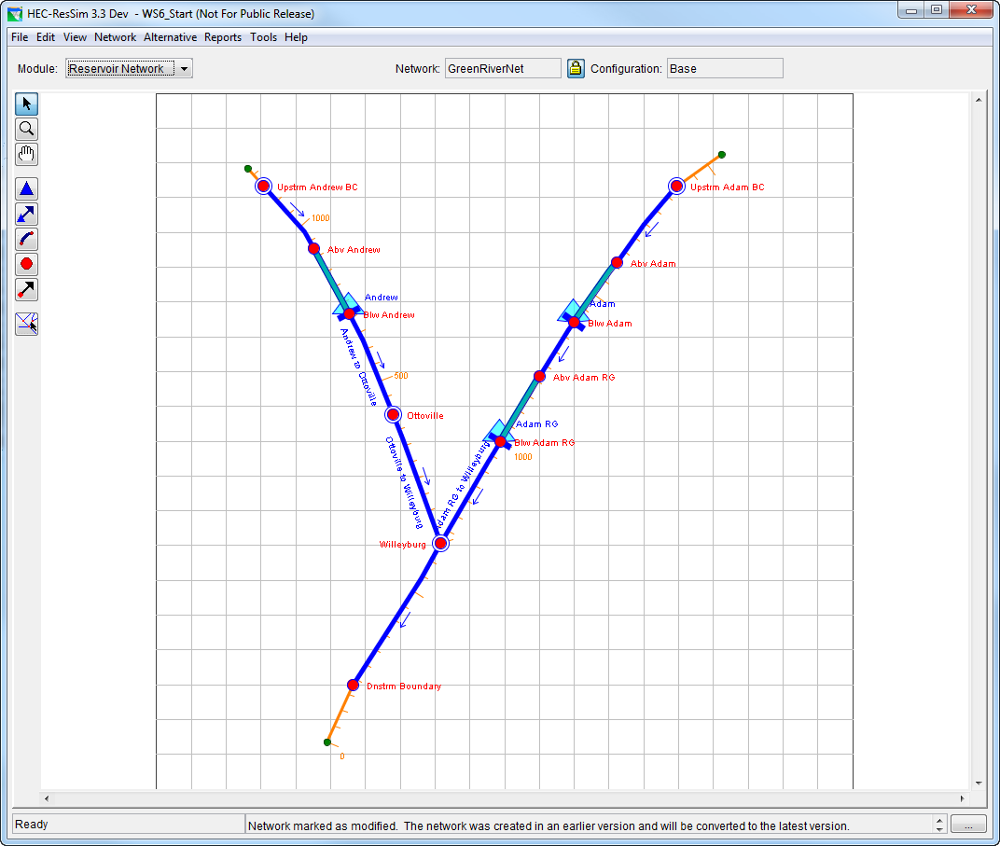 HEC-ResSim 3.3 Dev - WS6_Start (Not For Public Release)
File Edit View Network Alternative Reports Tools Help
Module: Reservoir Network Network: GreenRiverNet Configuration: Base
Upstrm Andrew BC
Upstrm Adam BC
1000
Abv Andrew
Abv Adam
Andrew
Adam
Blw Andrew
Blw Adam
Andrew to Ottoville
500
Abv Adam RG
Ottoville
Adam RG
Blw Adam RG
1000
Ottoville to Willeyburg
Adam RG to Willeyburg
Willeyburg
Dnstrm Boundary
0
Ready
Network marked as modified. The network was created in an earlier version and will be converted to the latest version.
...